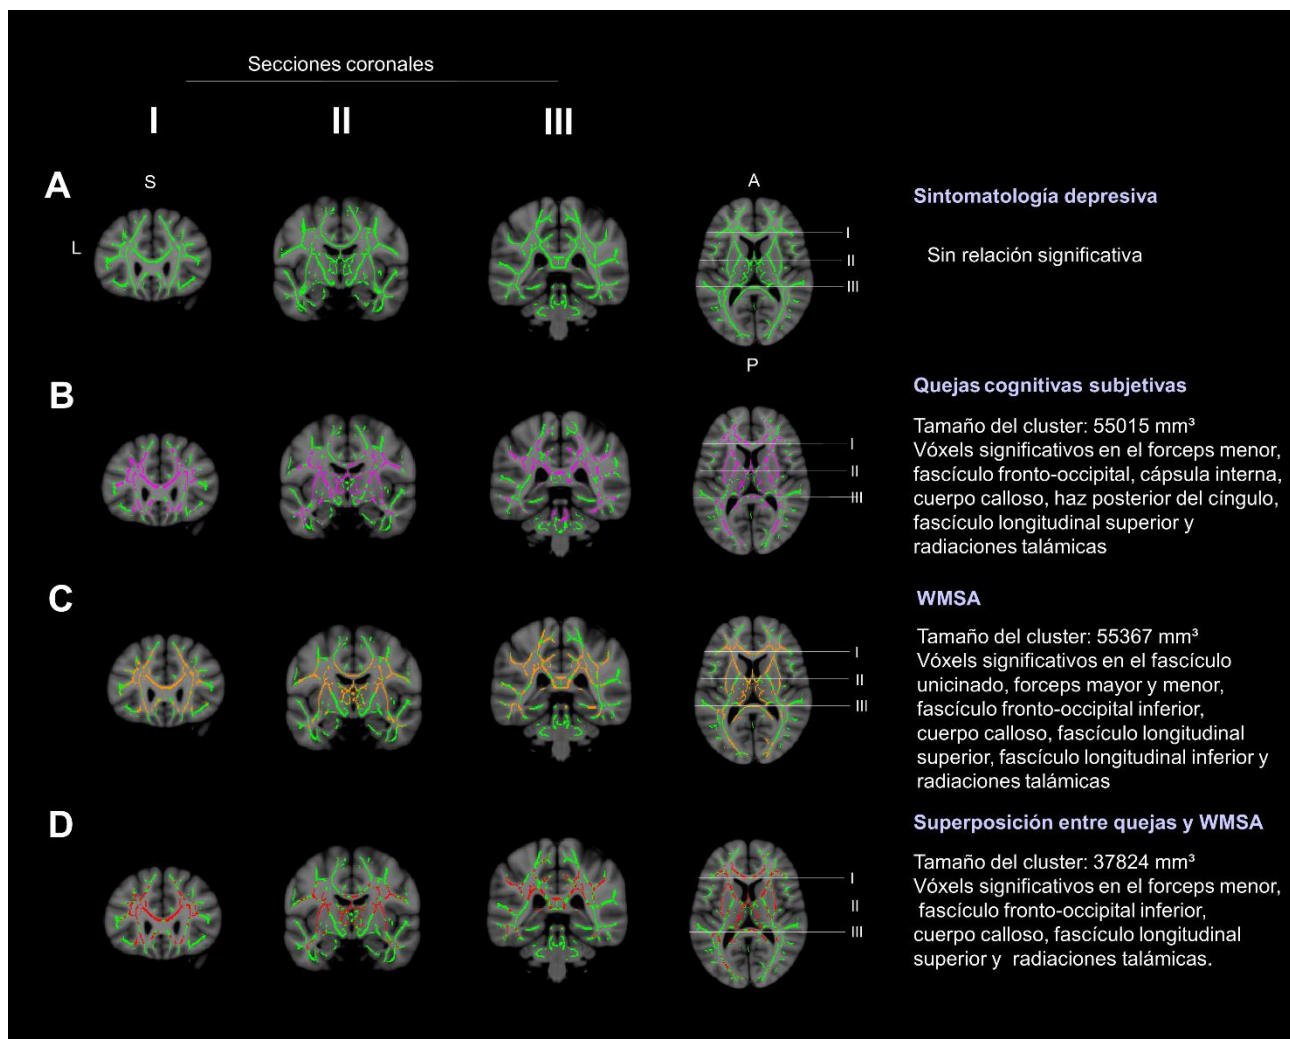 Secciones coronales
I II III
A
S
L
A
I
II
III
P
Sintomatología depresiva
Sin relación significativa
B
I
II
III
Quejas cognitivas subjetivas
Tamaño del cluster: 55015 mm³
Vóxels significativos en el forceps menor,
fascículo fronto-occipital, cápsula interna,
cuerpo calloso, haz posterior del cíngulo,
fascículo longitudinal superior y
radiaciones talámicas
C
I
II
III
WMSA
Tamaño del cluster: 55367 mm³
Vóxels significativos en el fascículo
unicinado, forceps mayor y menor,
fascículo fronto-occipital inferior,
cuerpo calloso, fascículo longitudinal
superior, fascículo longitudinal inferior y
radiaciones talámicas
D
I
II
III
Superposición entre quejas y WMSA
Tamaño del cluster: 37824 mm³
Vóxels significativos en el forceps menor,
fascículo fronto-occipital inferior,
cuerpo calloso, fascículo longitudinal
superior y radiaciones talámicas.